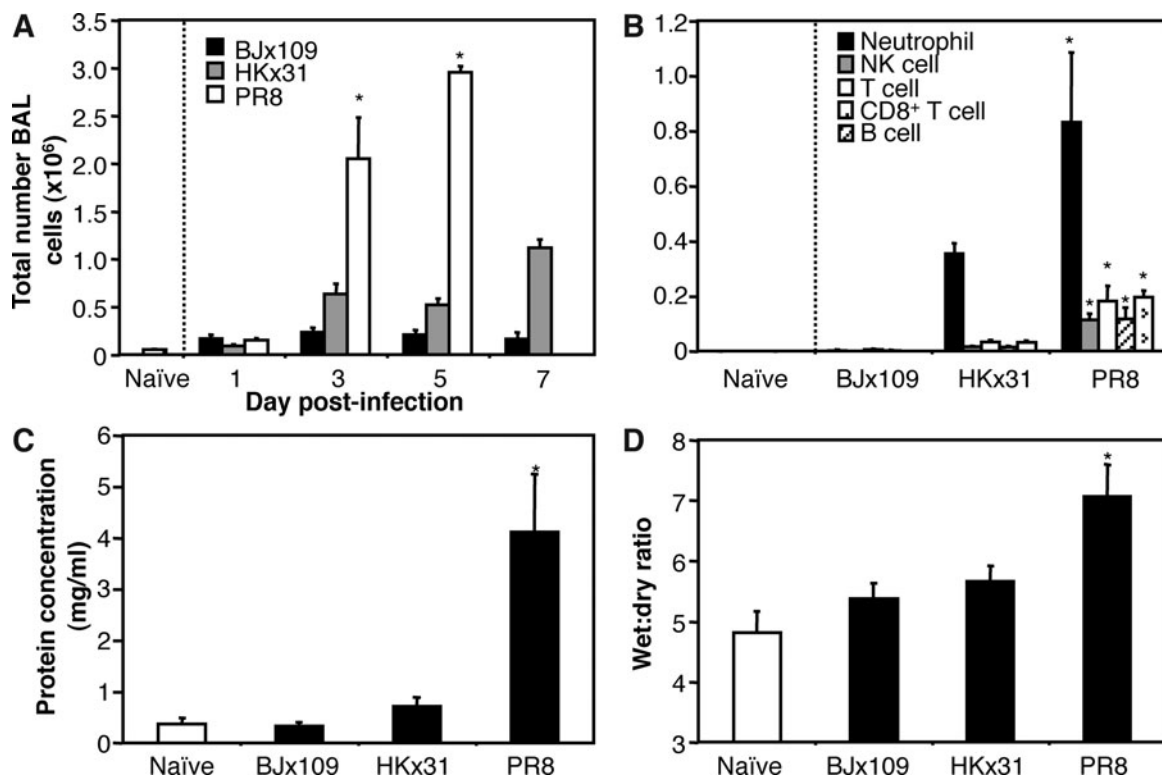 A
3.5
3.0
2.5
2.0
1.5
1.0
0.5
0
Total number BAL
cells (x10⁶)
BJx109
HKx31
PR8
*
*
Naïve
1
3
5
7
Day post-infection
B
1.2
1.0
0.8
0.6
0.4
0.2
0
Neutrophil
NK cell
T cell
CD8⁺ T cell
B cell
*
*
*
*
*
Naïve
BJx109
HKx31
PR8
C
6
5
4
3
2
1
0
Protein concentration
(mg/ml)
*
Naïve
BJx109
HKx31
PR8
D
8
7
6
5
4
3
Wet:dry ratio
*
Naïve
BJx109
HKx31
PR8